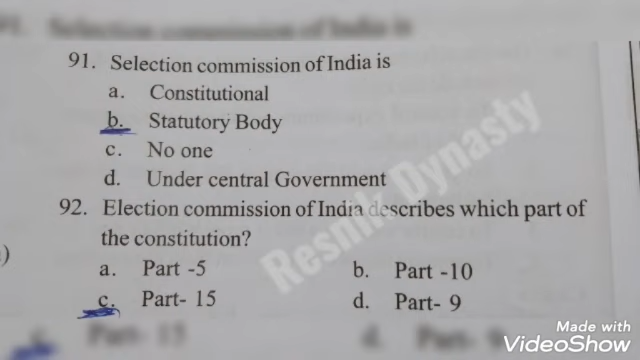 91. Selection commission of India is
a. Constitutional
b. Statutory Body
c. No one
d. Under central Government
92. Election commission of India describes which part of
the constitution?
a. Part -5 b. Part -10
c. Part- 15 d. Part- 9
Dynasty
Made with
VideoShow